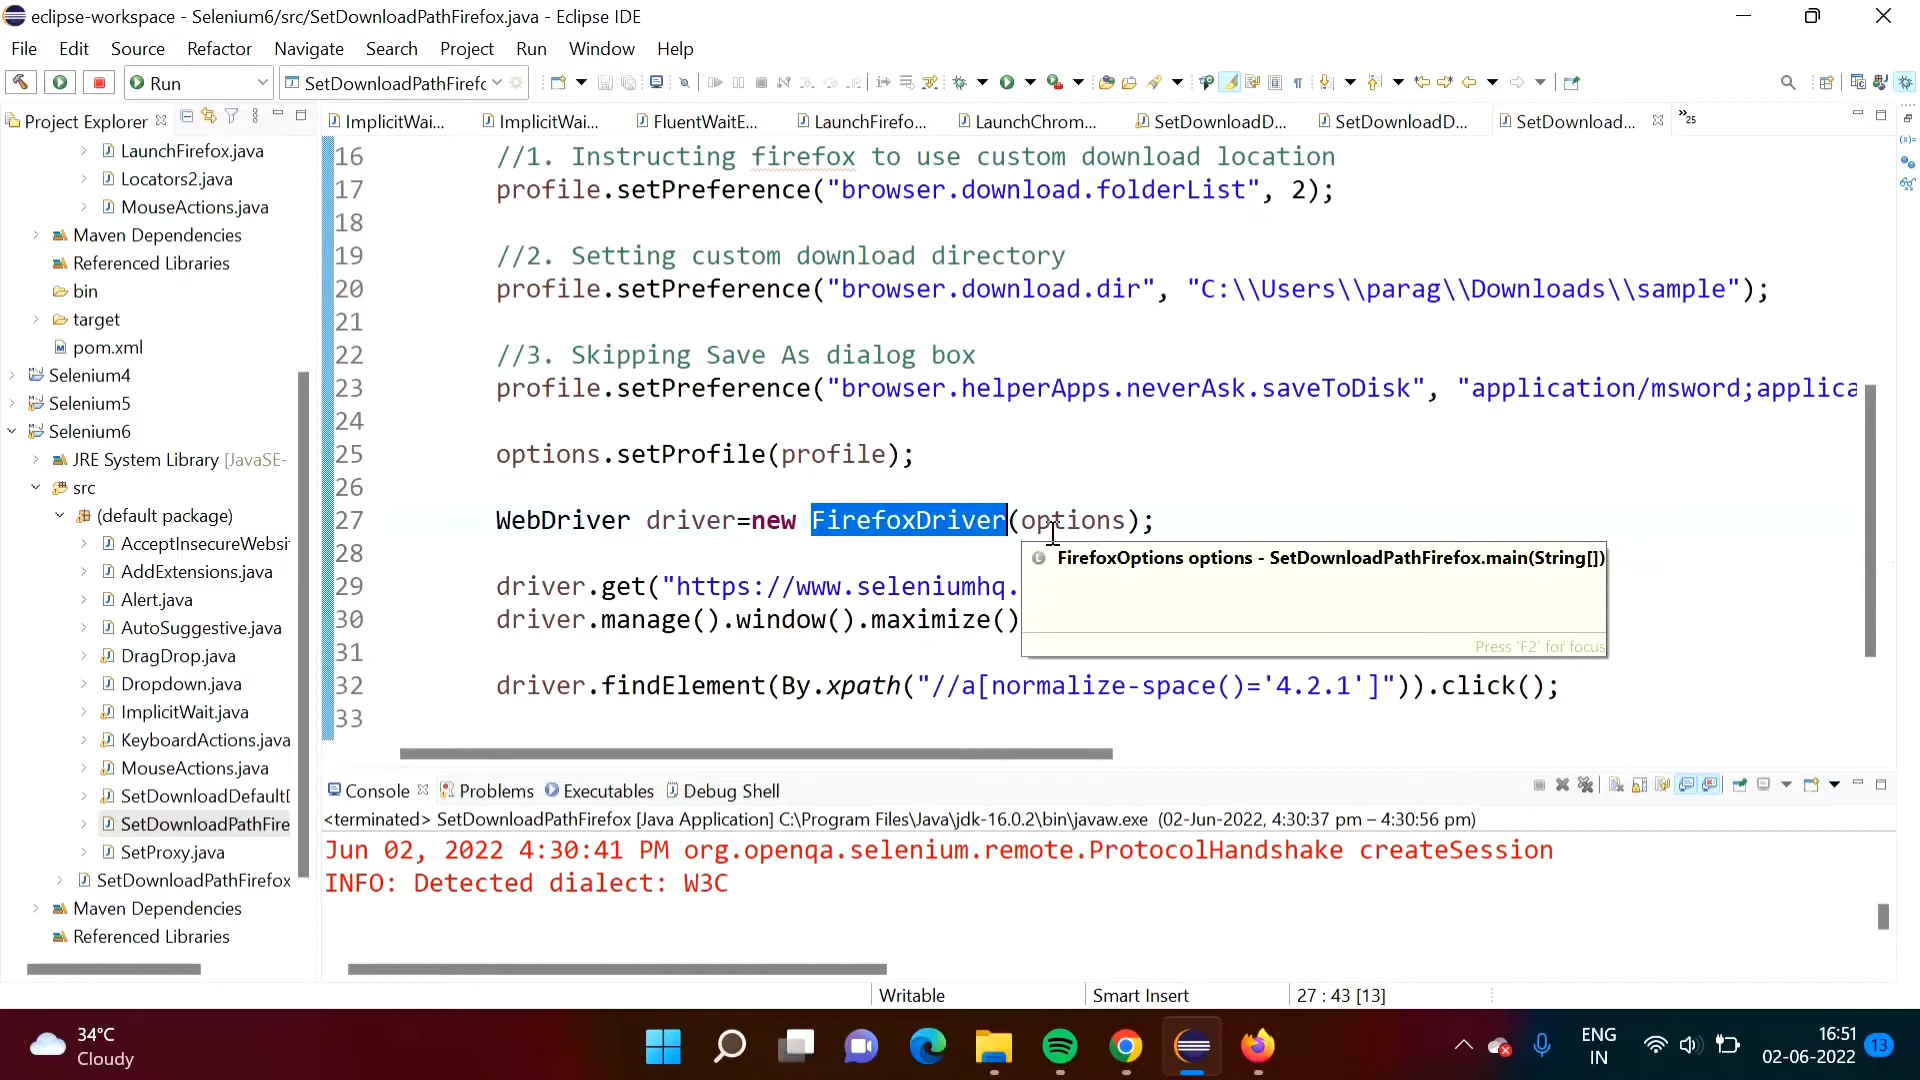 eclipse-workspace - Selenium6/src/SetDownloadPathFirefox.java - Eclipse IDE
File Edit Source Refactor Navigate Search Project Run Window Help
Run
SetDownloadPathFirefo
Project Explorer
ImplicitWai...
ImplicitWai...
FluentWaitE...
LaunchFirefo...
LaunchChrom...
SetDownloadD...
SetDownloadD...
SetDownload...
»25
LaunchFirefox.java
Locators2.java
MouseActions.java
Maven Dependencies
Referenced Libraries
bin
target
pom.xml
Selenium4
Selenium5
Selenium6
JRE System Library [JavaSE-
src
(default package)
AcceptInsecureWebsi
AddExtensions.java
Alert.java
AutoSuggestive.java
DragDrop.java
Dropdown.java
ImplicitWait.java
KeyboardActions.java
MouseActions.java
SetDownloadDefaultD
SetDownloadPathFire
SetProxy.java
SetDownloadPathFirefox
Maven Dependencies
Referenced Libraries
16 //1. Instructing firefox to use custom download location
17 profile.setPreference("browser.download.folderList", 2);
18
19 //2. Setting custom download directory
20 profile.setPreference("browser.download.dir", "C:\\Users\\parag\\Downloads\\sample");
21
22 //3. Skipping Save As dialog box
23 profile.setPreference("browser.helperApps.neverAsk.saveToDisk", "application/msword;applica
24
25 options.setProfile(profile);
26
27 WebDriver driver=new FirefoxDriver(options);
28
FirefoxOptions options - SetDownloadPathFirefox.main(String[])
29 driver.get("https://www.seleniumhq.
30 driver.manage().window().maximize()
31
Press 'F2' for focus
32 driver.findElement(By.xpath("//a[normalize-space()='4.2.1']")).click();
33
Console Problems Executables Debug Shell
<terminated> SetDownloadPathFirefox [Java Application] C:\Program Files\Java\jdk-16.0.2\bin\javaw.exe (02-Jun-2022, 4:30:37 pm – 4:30:56 pm)
Jun 02, 2022 4:30:41 PM org.openqa.selenium.remote.ProtocolHandshake createSession
INFO: Detected dialect: W3C
Writable
Smart Insert
27 : 43 [13]
34°C
Cloudy
ENG
IN
16:51
02-06-2022
13